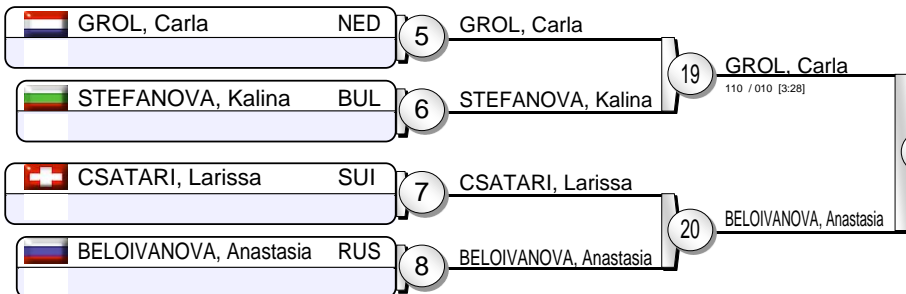 GROL, Carla NED
5
GROL, Carla
STEFANOVA, Kalina BUL
6
STEFANOVA, Kalina
19
GROL, Carla
110 / 010 [3:28]
CSATARI, Larissa SUI
7
CSATARI, Larissa
BELOIVANOVA, Anastasia RUS
8
BELOIVANOVA, Anastasia
20
BELOIVANOVA, Anastasia